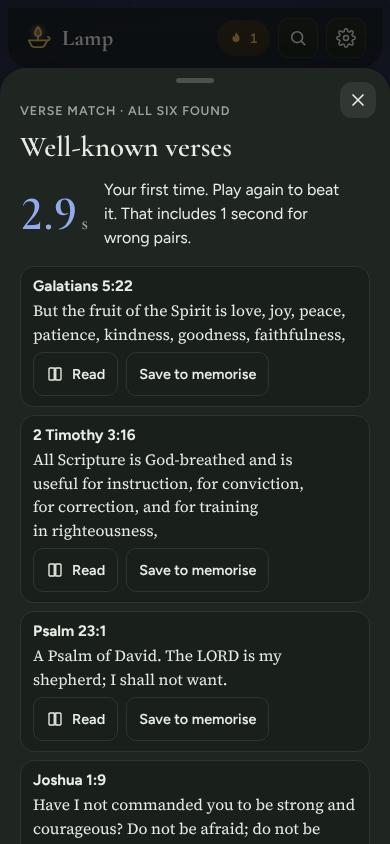 Lamp
1
VERSE MATCH · ALL SIX FOUND
Well-known verses
2.9 s
Your first time. Play again to beat
it. That includes 1 second for
wrong pairs.
Galatians 5:22
But the fruit of the Spirit is love, joy, peace,
patience, kindness, goodness, faithfulness,
Read
Save to memorise
2 Timothy 3:16
All Scripture is God-breathed and is
useful for instruction, for conviction,
for correction, and for training
in righteousness,
Read
Save to memorise
Psalm 23:1
A Psalm of David. The LORD is my
shepherd; I shall not want.
Read
Save to memorise
Joshua 1:9
Have I not commanded you to be strong and
courageous? Do not be afraid; do not be